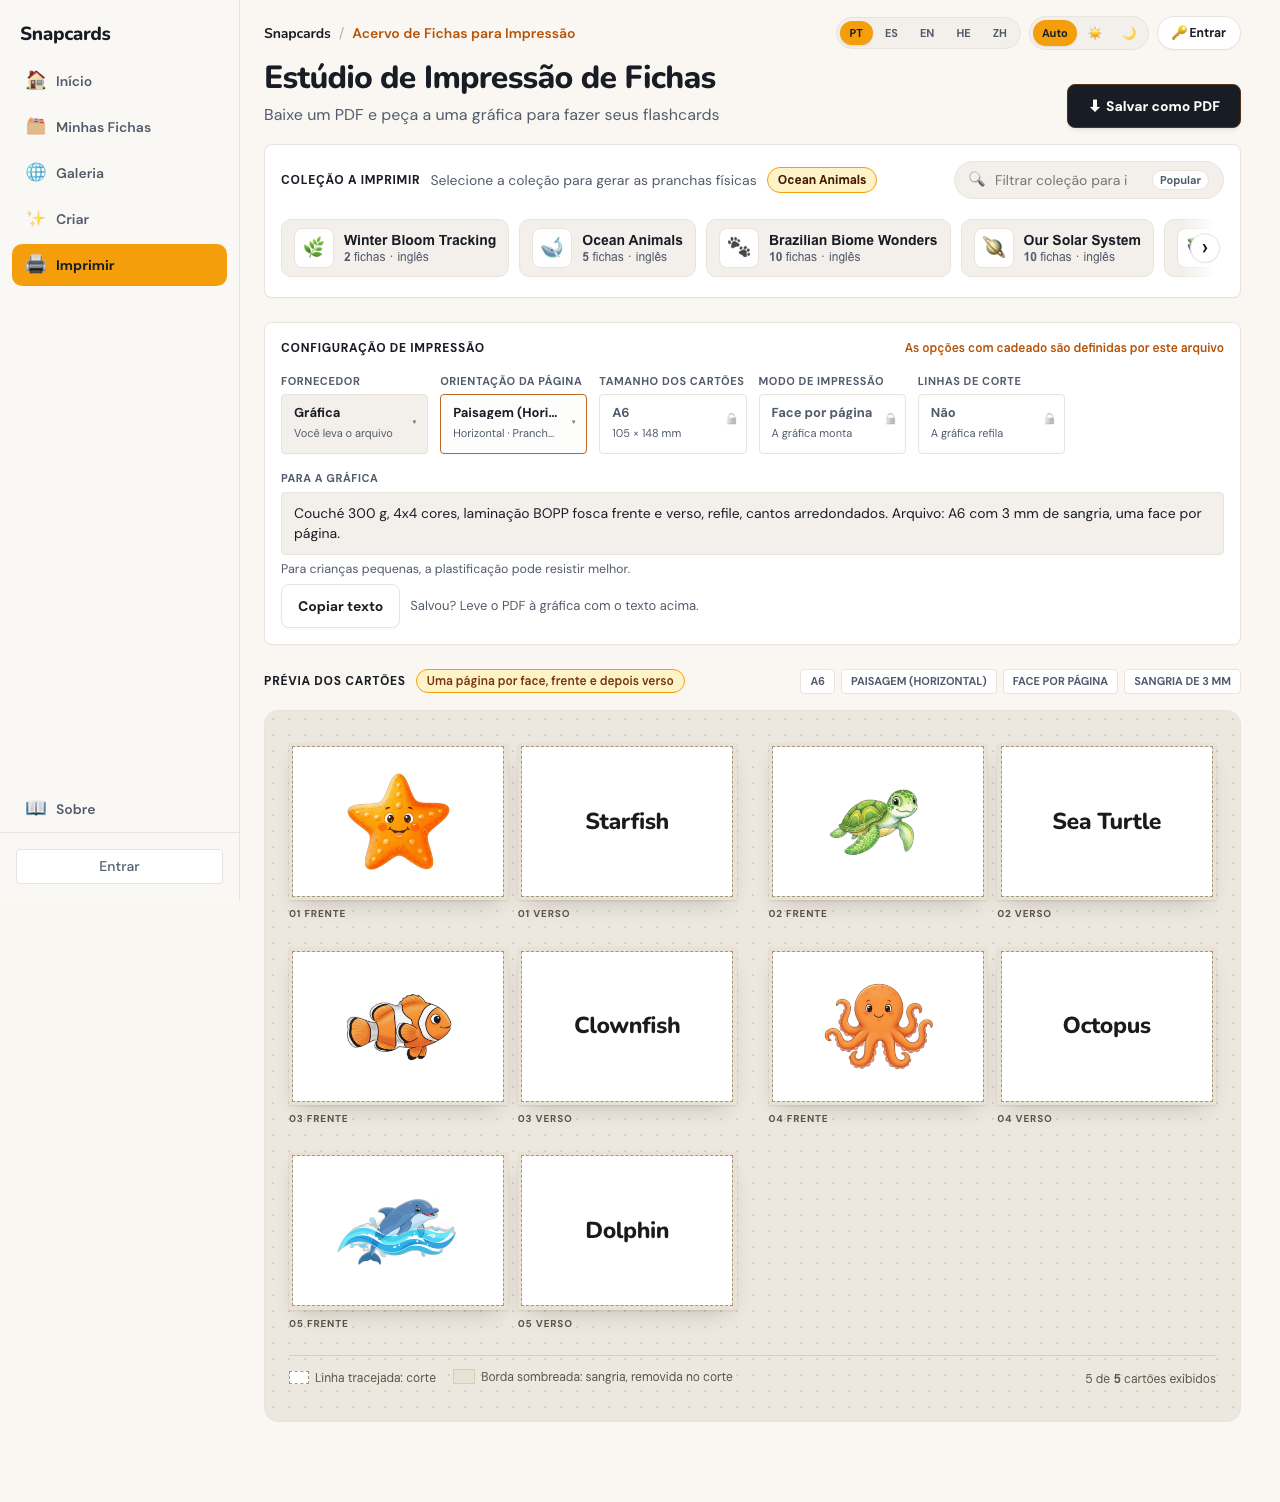 Snapcards
Início
Minhas Fichas
Galeria
Criar
Imprimir
Sobre
Entrar
Snapcards / Acervo de Fichas para Impressão
PT ES EN HE ZH
Auto
Entrar
Estúdio de Impressão de Fichas
Baixe um PDF e peça a uma gráfica para fazer seus flashcards
⬇ Salvar como PDF
COLEÇÃO A IMPRIMIR Selecione a coleção para gerar as pranchas físicas Ocean Animals
Filtrar coleção para i Popular
Winter Bloom Tracking
2 fichas · inglês
Ocean Animals
5 fichas · inglês
Brazilian Biome Wonders
10 fichas · inglês
Our Solar System
10 fichas · inglês
›
CONFIGURAÇÃO DE IMPRESSÃO
As opções com cadeado são definidas por este arquivo
FORNECEDOR
Gráfica
Você leva o arquivo
ORIENTAÇÃO DA PÁGINA
Paisagem (Hori...
Horizontal · Pranch...
TAMANHO DOS CARTÕES
A6
105 × 148 mm
MODO DE IMPRESSÃO
Face por página
A gráfica monta
LINHAS DE CORTE
Não
A gráfica refila
PARA A GRÁFICA
Couché 300 g, 4x4 cores, laminação BOPP fosca frente e verso, refile, cantos arredondados. Arquivo: A6 com 3 mm de sangria, uma face por
página.
Para crianças pequenas, a plastificação pode resistir melhor.
Copiar texto
Salvou? Leve o PDF à gráfica com o texto acima.
PRÉVIA DOS CARTÕES Uma página por face, frente e depois verso
A6 PAISAGEM (HORIZONTAL) FACE POR PÁGINA SANGRIA DE 3 MM
Starfish
Sea Turtle
01 FRENTE 01 VERSO 02 FRENTE 02 VERSO
Clownfish
Octopus
03 FRENTE 03 VERSO 04 FRENTE 04 VERSO
Dolphin
05 FRENTE 05 VERSO
Linha tracejada: corte Borda sombreada: sangria, removida no corte
5 de 5 cartões exibidos